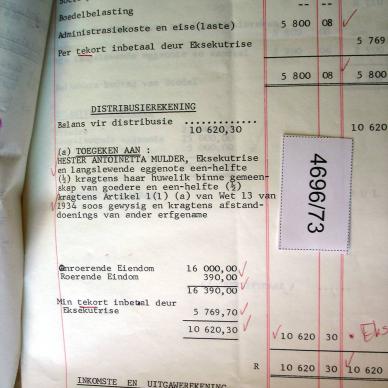 Boedelbelasting -- --
Administrasiekoste en eise(laste) 5 800 08
Per tekort inbetaal deur Eksekutrise 5 769
5 800 08 5 800
DISTRIBUSIEREKENING
Balans vir distribusie ............
10 620,30 10 620
(a) TOEGEKEN AAN :
HESTER ANTOINETTA MULDER, Eksekutrise
en langslewende eggenote een-helfte
(½) kragtens haar huwelik binne gemeen-
skap van goedere en een-helfte (½)
kragtens Artikel 1(1) (a) van Wet 13 van
1934 soos gewysig en kragtens afstand-
doenings van ander erfgename
4696/73
Onroerende Eiendom 16 000,00
Roerende Eindom 390,00
16 390,00
Min tekort inbetaal deur
Eksekutrise 5 769,70
10 620,30 10 620 30
R 10 620 30 10 620
INKOMSTE EN UITGAWEREKENING